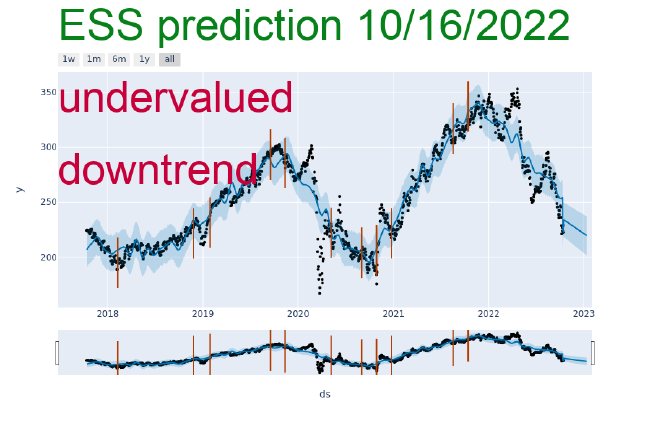 ESS prediction 10/16/2022
1w 1m 6m 1y all
undervalued
downtrend
350
300
250
200
y
2018 2019 2020 2021 2022 2023
ds